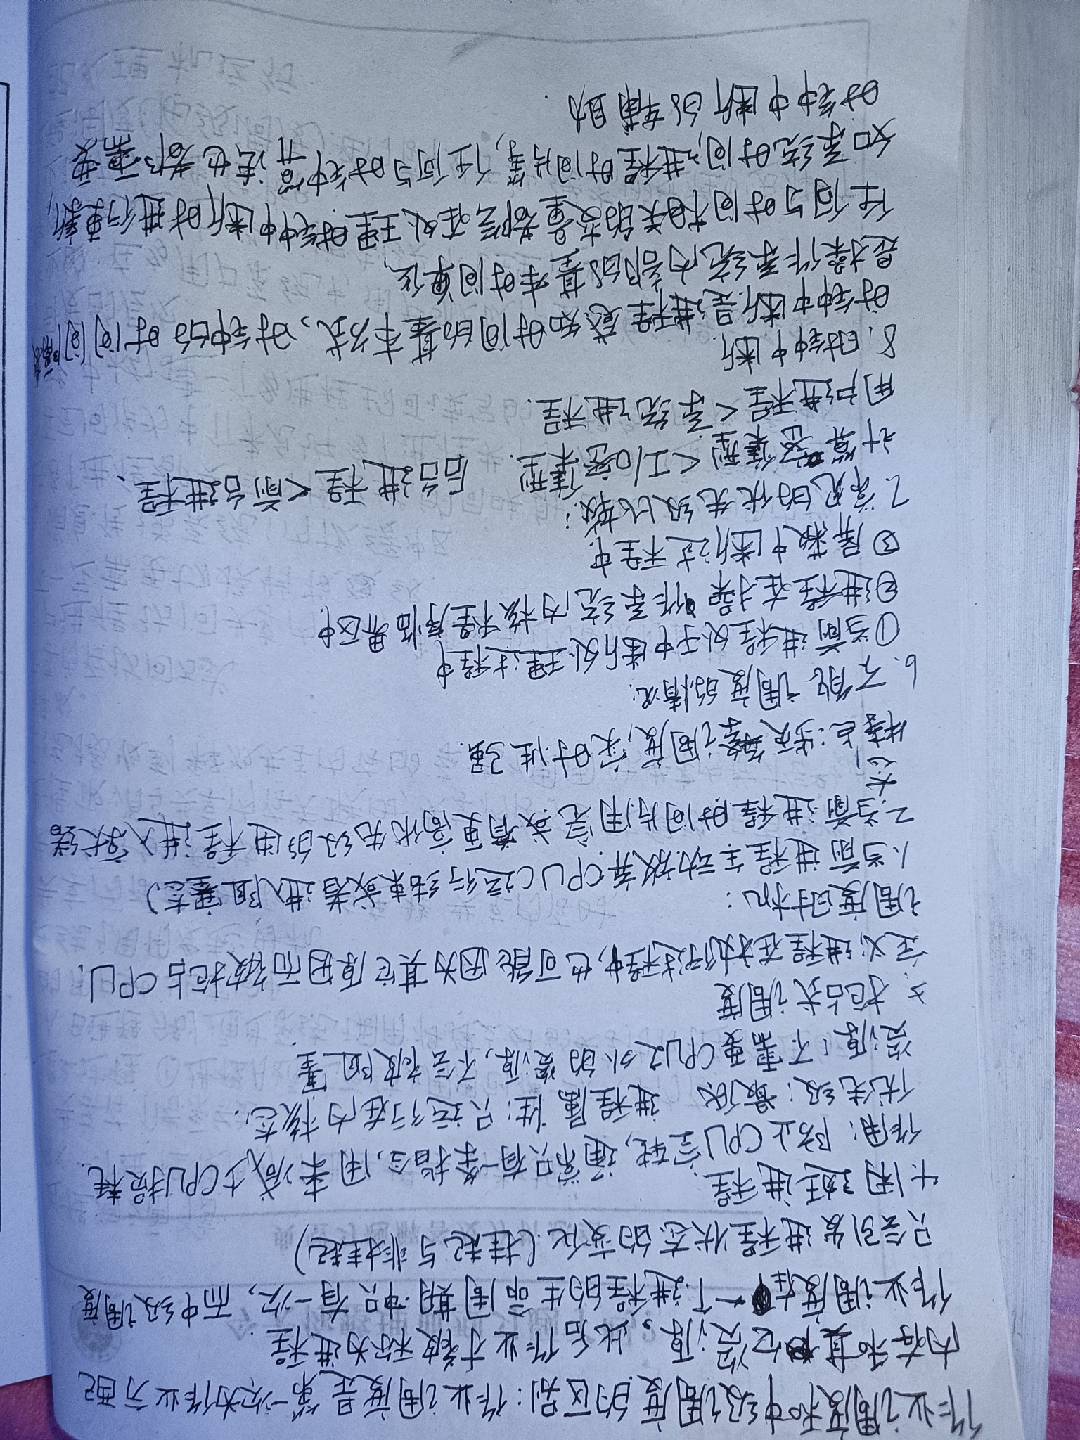 作业调度和中级调度的区别:作业调度是第一次为作业分配
内存和其它资源。此后作业才被称为进程.
作业调度在一个进程的生命周期中只有一次,而中级调度
只会引发进程状态的变化.(挂起与非挂起)
4.闲逛进程.
作用:防止CPU空转,通常只有一条指令,用来减少CPU损耗.
优先级:最低 进程属性:只运行在内核态.
资源:不需要CPU之外的资源,不会被阻塞.
5.抢占式调度
定义:进程在执行过程中,也可能因为其它原因而被抢占CPU.
调度时机:
1.当前进程主动放弃CPU(运行结束或者进入阻塞态)
2.当前进程时间片用完或有更高优先级的进程进入就绪
态,
特点:频繁调度,实时性强.
6.不能调度的情况:
①当前进程处于中断处理过程中
②进程在操作系统内核程序临界区中.
③屏蔽中断过程中.
7.常见的优先级比较:
计算密集型<I/O密集型. 后台进程<前台进程、
用户进程<系统进程.
8.时钟中断.
时钟中断是进程感知时间的基本方式、时钟的时间间隔
是操作系统内部的基本时间单位.
任何与时间相关的变量都会在处理时钟中断时进行更新,
如系统时间,进程时间片等,任何与时钟算法也都需要
时钟中断的辅助.